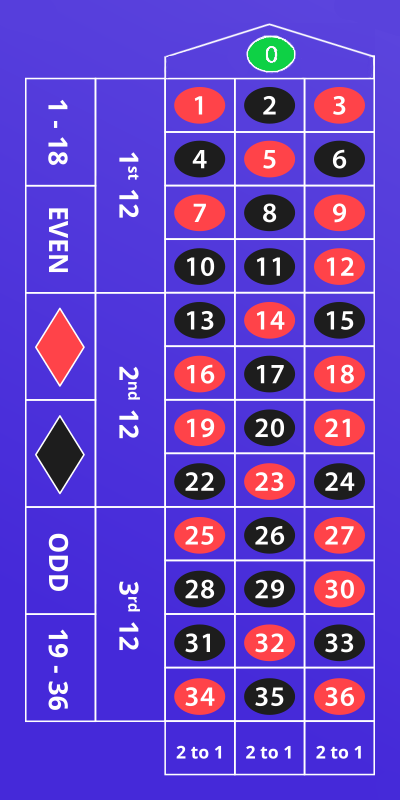 0
1 2 3
4 5 6
7 8 9
10 11 12
13 14 15
16 17 18
19 20 21
22 23 24
25 26 27
28 29 30
31 32 33
34 35 36
2 to 1 2 to 1 2 to 1
1st 12
2nd 12
3rd 12
1 - 18
EVEN
ODD
19 - 36